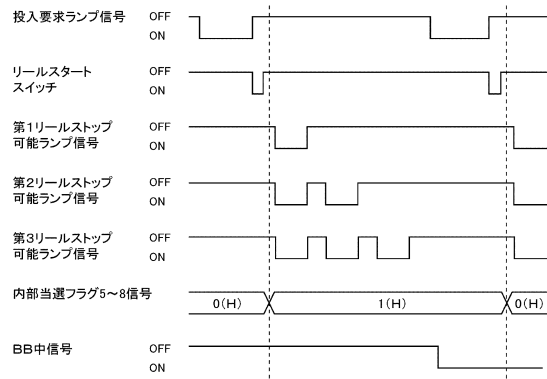 投入要求ランプ信号 OFF
ON
リールスタート OFF
スイッチ ON
第1リールストップ OFF
可能ランプ信号 ON
第2リールストップ OFF
可能ランプ信号 ON
第3リールストップ OFF
可能ランプ信号 ON
内部当選フラグ5～8信号 0(H) 1(H) 0(H)
BB中信号 OFF
ON